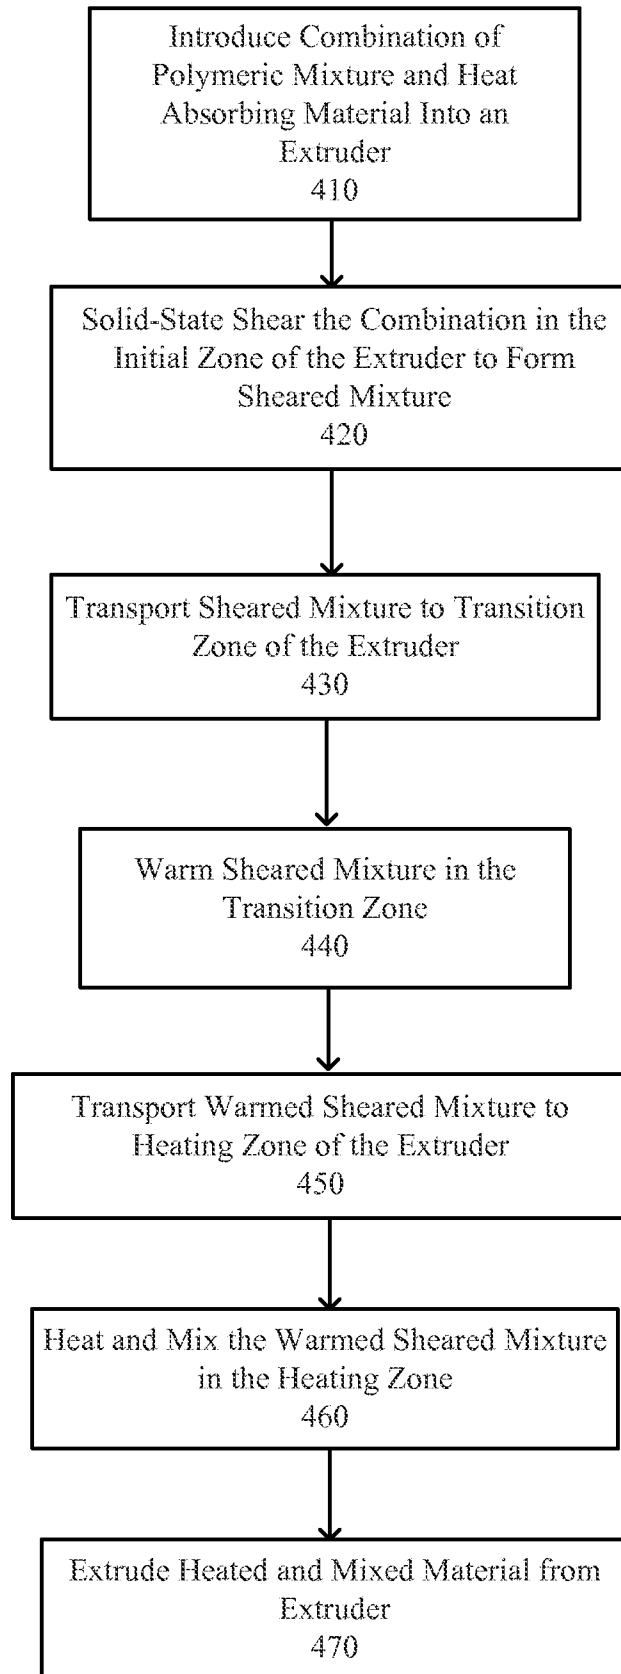 Introduce Combination of
Polymeric Mixture and Heat
Absorbing Material Into an
Extruder
410
Solid-State Shear the Combination in the
Initial Zone of the Extruder to Form
Sheared Mixture
420
Transport Sheared Mixture to Transition
Zone of the Extruder
430
Warm Sheared Mixture in the
Transition Zone
440
Transport Warmed Sheared Mixture to
Heating Zone of the Extruder
450
Heat and Mix the Warmed Sheared Mixture
in the Heating Zone
460
Extrude Heated and Mixed Material from
Extruder
470